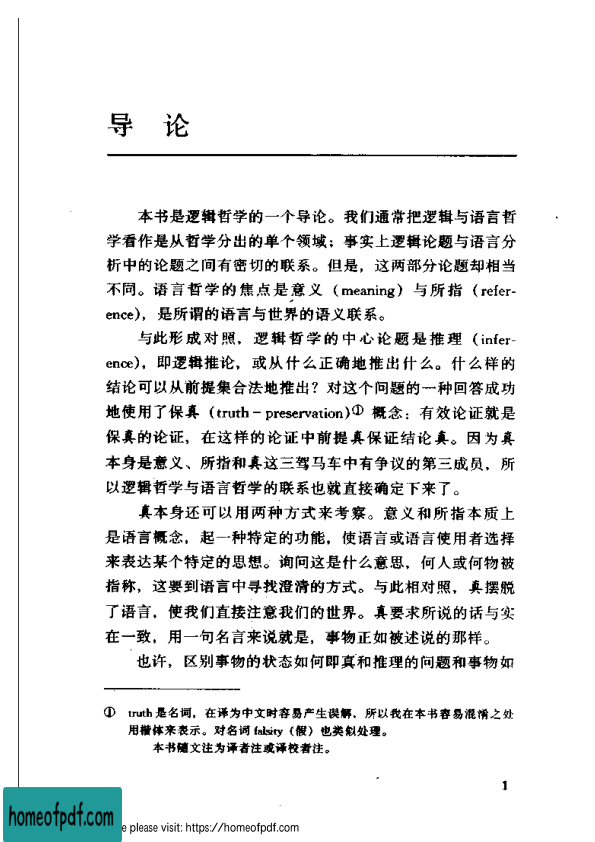 导 论
本书是逻辑哲学的一个导论。我们通常把逻辑与语言哲
学看作是从哲学分出的单个领域；事实上逻辑论题与语言分
析中的论题之间有密切的联系。但是，这两部分论题却相当
不同。语言哲学的焦点是意义（meaning）与所指（refer-
ence），是所谓的语言与世界的语义联系。
与此形成对照，逻辑哲学的中心论题是推理（infer-
ence），即逻辑推论，或从什么正确地推出什么。什么样的
结论可以从前提集合法地推出？对这个问题的一种回答成功
地使用了保真（truth－preservation）① 概念：有效论证就是
保真的论证，在这样的论证中前提真保证结论真。因为真
本身是意义、所指和真这三驾马车中有争议的第三成员，所
以逻辑哲学与语言哲学的联系也就直接确定下来了。
真本身还可以用两种方式来考察。意义和所指本质上
是语言概念，起一种特定的功能，使语言或语言使用者选择
来表达某个特定的思想。询问这是什么意思，何人或何物被
指称，这要到语言中寻找澄清的方式。与此相对照，真摆脱
了语言，使我们直接注意我们的世界。真要求所说的话与实
在一致，用一句名言来说就是，事物正如被述说的那样。
也许，区别事物的状态如何即真和推理的问题和事物如
① truth 是名词，在译为中文时容易产生误解，所以我在本书容易混淆之处
用楷体来表示。对名词 falsity（假）也类似处理。
本书随文注为译者注或译校者注。
1
homeofpdf.com
e please visit: https://homeofpdf.com